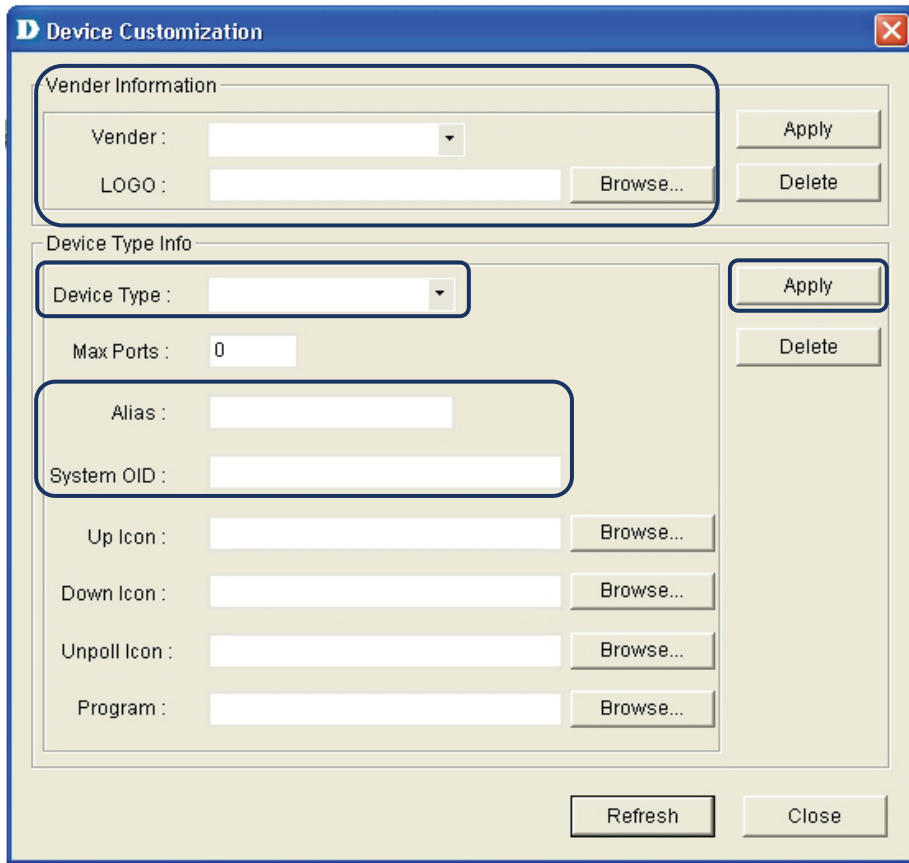 D Device Customization
Vender Information
Vender :
Apply
LOGO :
Browse...
Delete
Device Type Info
Device Type :
Apply
Max Ports :
0
Delete
Alias :
System OID :
Up Icon :
Browse...
Down Icon :
Browse...
Unpoll Icon :
Browse...
Program :
Browse...
Refresh
Close